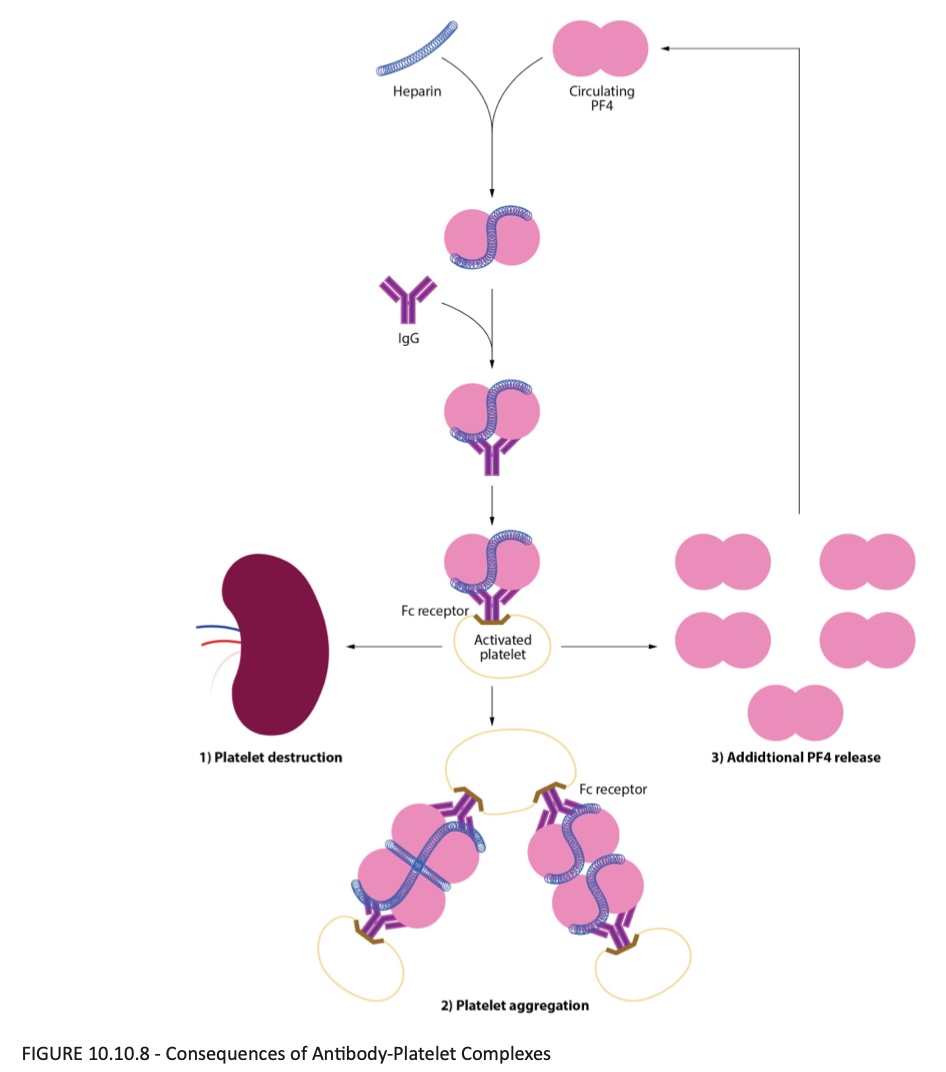 Heparin
Circulating
PF4
IgG
Fc receptor
Activated
platelet
1) Platelet destruction
3) Addidtional PF4 release
Fc receptor
2) Platelet aggregation
FIGURE 10.10.8 - Consequences of Antibody-Platelet Complexes